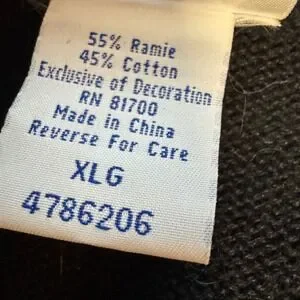 55% Ramie
45% Cotton
Exclusive of Decoration
RN 81700
Made in China
Reverse For Care
XLG
4786206